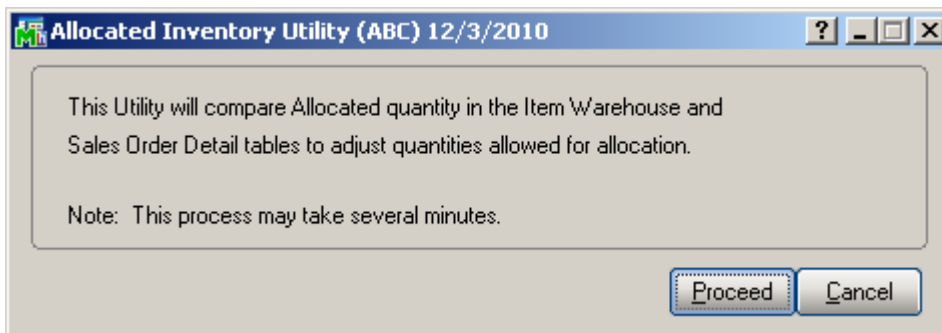 Allocated Inventory Utility (ABC) 12/3/2010
This Utility will compare Allocated quantity in the Item Warehouse and
Sales Order Detail tables to adjust quantities allowed for allocation.
Note: This process may take several minutes.
Proceed Cancel